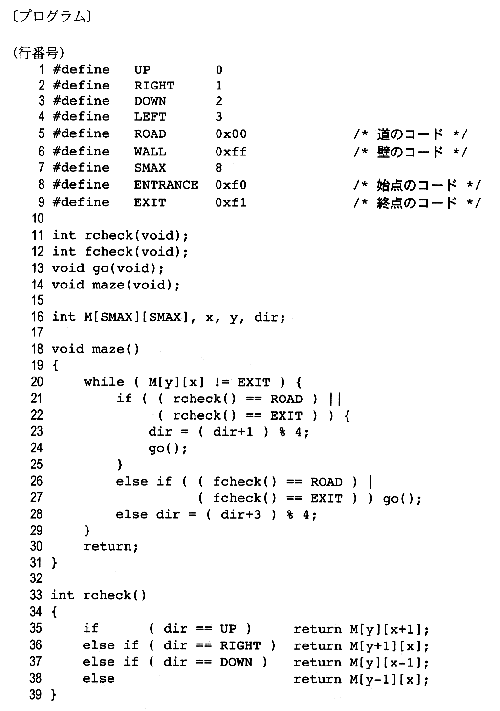 〔プログラム〕
(行番号)
1 #define UP 0
2 #define RIGHT 1
3 #define DOWN 2
4 #define LEFT 3
5 #define ROAD 0x00 /* 道のコード */
6 #define WALL 0xff /* 壁のコード */
7 #define SMAX 8
8 #define ENTRANCE 0xf0 /* 始点のコード */
9 #define EXIT 0xf1 /* 終点のコード */
10
11 int rcheck(void);
12 int fcheck(void);
13 void go(void);
14 void maze(void);
15
16 int M[SMAX][SMAX], x, y, dir;
17
18 void maze()
19 {
20 while ( M[y][x] != EXIT ) {
21 if ( ( rcheck() == ROAD ) ||
22 ( rcheck() == EXIT ) ) {
23 dir = ( dir+1 ) % 4;
24 go();
25 }
26 else if ( ( fcheck() == ROAD ) |
27 ( fcheck() == EXIT ) ) go();
28 else dir = ( dir+3 ) % 4;
29 }
30 return;
31 }
32
33 int rcheck()
34 {
35 if ( dir == UP ) return M[y][x+1];
36 else if ( dir == RIGHT ) return M[y+1][x];
37 else if ( dir == DOWN ) return M[y][x-1];
38 else return M[y-1][x];
39 }